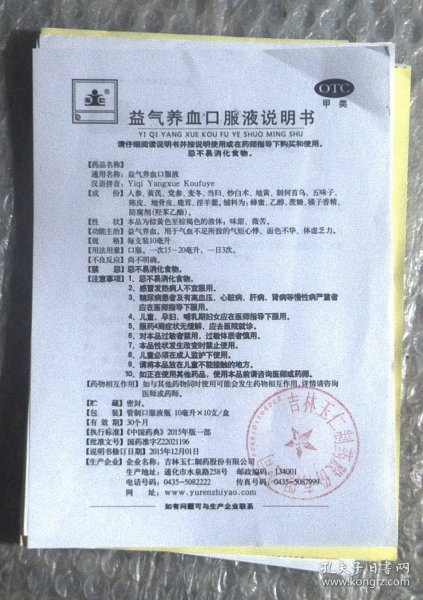 OTC
甲 类
益气养血口服液说明书
YI QI YANG XUE KOU FU YE SHUO MING SHU
请仔细阅读说明书并按说明使用或在药师指导下购买和使用。
忌不易消化食物。
【药品名称】
通用名称：益气养血口服液
汉语拼音：Yiqi Yangxue Koufuye
【成 份】人参、黄芪、党参、麦冬、当归、炒白术、地黄、制何首乌、五味子、
陈皮、地骨皮、鹿茸、淫羊藿。辅料为：蜂蜜、乙醇、蔗糖、橘子香精、
防腐剂(羟苯乙酯)。
【性 状】本品为棕黄色至棕褐色的液体；味甜、微苦。
【功能主治】益气养血。用于气血不足所致的气短心悸、面色不华、体虚乏力。
【规 格】每支装10毫升
【用法用量】口服。一次15～20毫升，一日3次。
【不良反应】尚不明确。
【禁 忌】忌不易消化食物。
【注意事项】1、忌不易消化食物。
2、感冒发热病人不宜服用。
3、糖尿病患者及有高血压、心脏病、肝病、肾病等慢性病严重者
应在医师指导下服用。
4、儿童、孕妇、哺乳期妇女应在医师指导下服用。
5、服药4周症状无缓解，应去医院就诊。
6、对本品过敏者禁用，过敏体质者慎用。
7、本品性状发生改变时禁止使用。
8、儿童必须在成人监护下使用。
9、请将本品放在儿童不能接触的地方。
10、如正在使用其他药品，使用本品前请咨询医师或药师。
【药物相互作用】如与其他药物同时使用可能会发生药物相互作用，详情请咨询
医师或药师。
【贮 藏】密封。
【包 装】管制口服液瓶 10毫升×10支/盒
【有 效 期】30个月
【执行标准】《中国药典》2015年版一部
【批准文号】国药准字Z22021196
【说明书修订日期】2015年12月01日
【生产企业】企业名称：吉林玉仁制药股份有限公司
生产地址：通化市水泉路258号 邮政编码：134001
电话号码：0435-5082222 传真号码：0435-5082999
网 址：www.yurenzhiyao.com
如有问题可与生产企业联系
吉林玉仁制药股份有限公司
孔夫子旧书网
www.kongfz.com